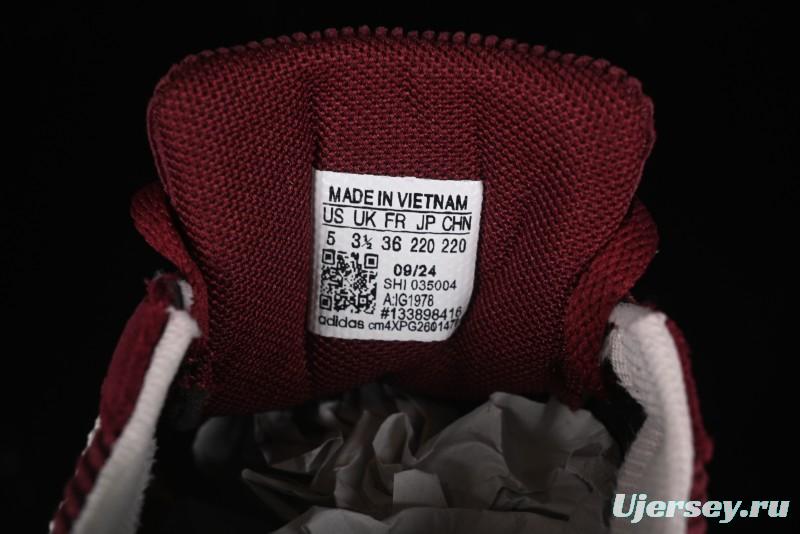 MADE IN VIETNAM
US UK FR JP CHN
5 3½ 36 220 220
09/24
SHI 035004
A:IG1978
#133898416
adidas
Ujersey.ru